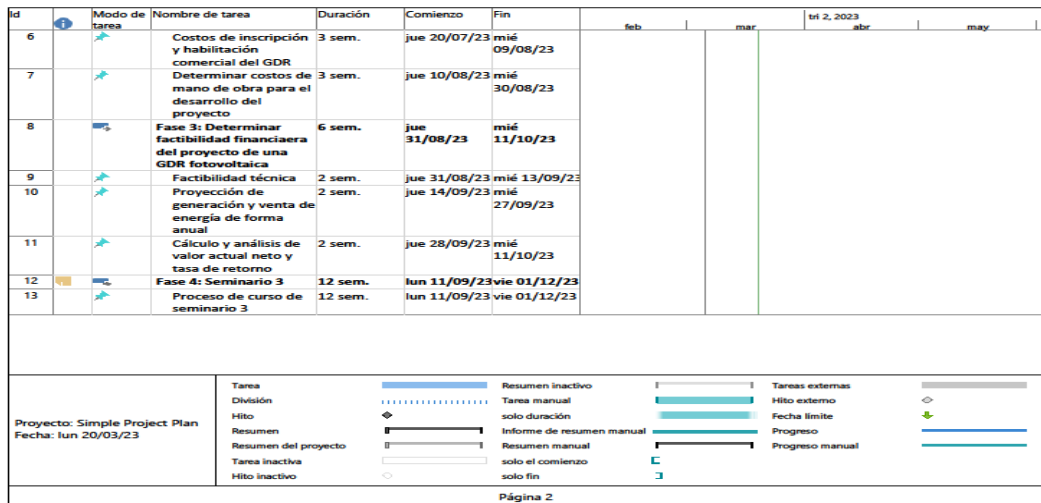 Id Modo de Nombre de tarea Duración Comienzo Fin tri 2, 2023
tarea feb mar abr may
6 Costos de inscripción 3 sem. jue 20/07/23 mié
y habilitación 09/08/23
comercial del GDR
7 Determinar costos de 3 sem. jue 10/08/23 mié
mano de obra para el 30/08/23
desarrollo del
proyecto
8 Fase 3: Determinar 6 sem. jue mié
factibilidad financiaera 31/08/23 11/10/23
del proyecto de una
GDR fotovoltaica
9 Factibilidad técnica 2 sem. jue 31/08/23 mié 13/09/23
10 Proyección de 2 sem. jue 14/09/23 mié
generación y venta de 27/09/23
energía de forma
anual
11 Cálculo y análisis de 2 sem. jue 28/09/23 mié
valor actual neto y 11/10/23
tasa de retorno
12 Fase 4: Seminario 3 12 sem. lun 11/09/23 vie 01/12/23
13 Proceso de curso de 12 sem. lun 11/09/23 vie 01/12/23
seminario 3
Proyecto: Simple Project Plan
Fecha: lun 20/03/23
Tarea
División
Hito
Resumen
Resumen del proyecto
Tarea inactiva
Hito inactivo
Resumen inactivo
Tarea manual
solo duración
Informe de resumen manual
Resumen manual
solo el comienzo
solo fin
Tareas externas
Hito externo
Fecha límite
Progreso
Progreso manual
Página 2